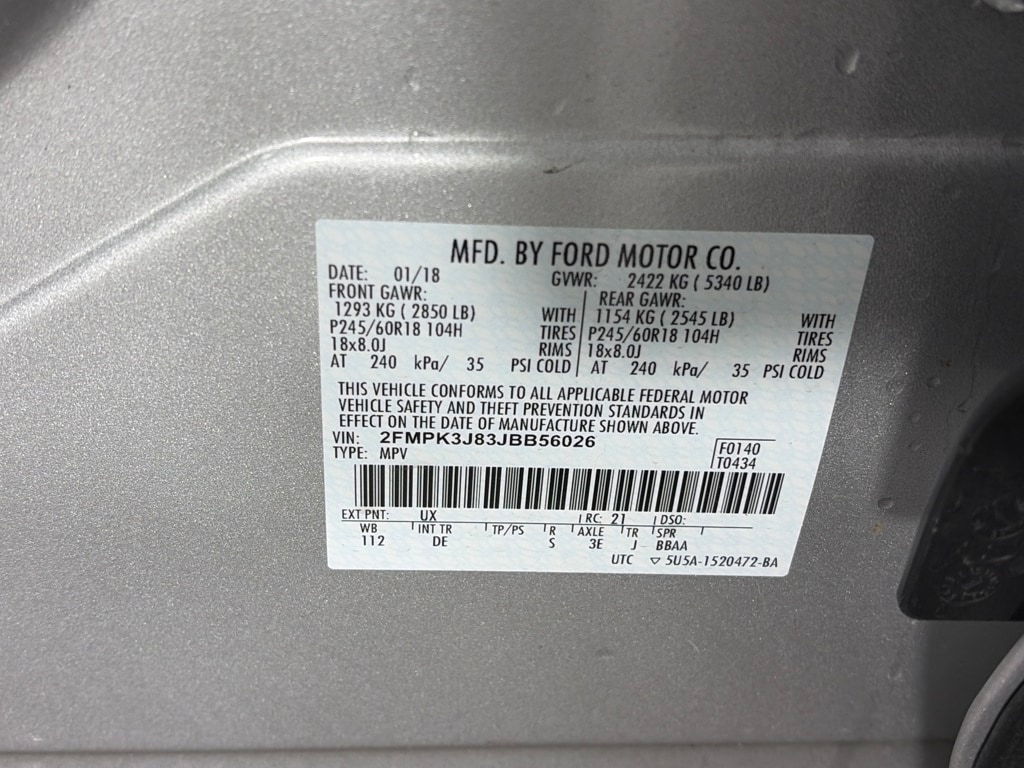 MFD. BY FORD MOTOR CO.
DATE: 01/18 GVWR: 2422 KG ( 5340 LB)
FRONT GAWR: REAR GAWR:
1293 KG ( 2850 LB) WITH 1154 KG ( 2545 LB) WITH
P245/60R18 104H TIRES P245/60R18 104H TIRES
18x8.0J RIMS 18x8.0J RIMS
AT 240 kPa/ 35 PSI COLD AT 240 kPa/ 35 PSI COLD
THIS VEHICLE CONFORMS TO ALL APPLICABLE FEDERAL MOTOR
VEHICLE SAFETY AND THEFT PREVENTION STANDARDS IN
EFFECT ON THE DATE OF MANUFACTURE SHOWN ABOVE.
VIN: 2FMPK3J83JBB56026 F0140
TYPE: MPV T0434
EXT PNT: UX RC: 21 DSO:
WB INT TR TP/PS R AXLE TR SPR
112 DE S 3E J BBAA
UTC ▽ 5U5A-1520472-BA